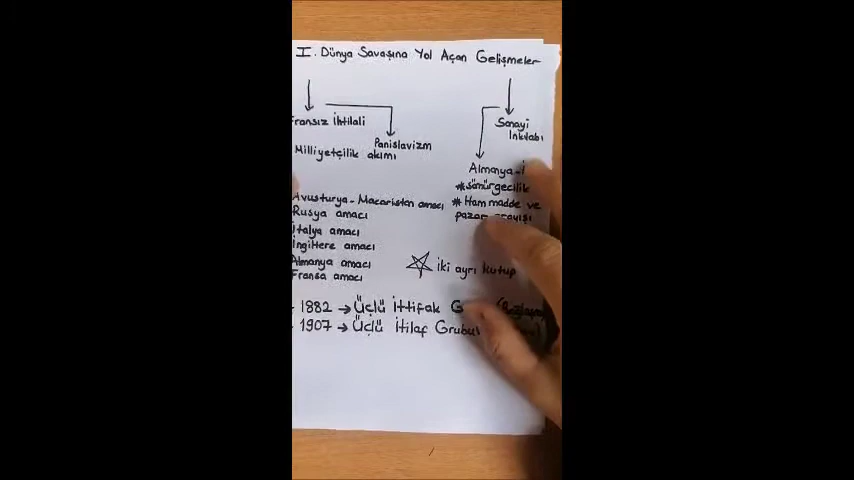 I. Dünya Savaşına Yol Açan Gelişmeler
Fransız İhtilali
Panislavizm
Milliyetçilik akımı
Sanayi
İnkılabı
Almanya - İ
* sömürgecilik
* Ham madde ve
pazar arayışı
Avusturya - Macaristan amacı
Rusya amacı
İtalya amacı
İngiltere amacı
Almanya amacı
Fransa amacı
iki ayrı kutup
- 1882 → Üçlü İttifak G
- 1907 → Üçlü İtilaf Grubu